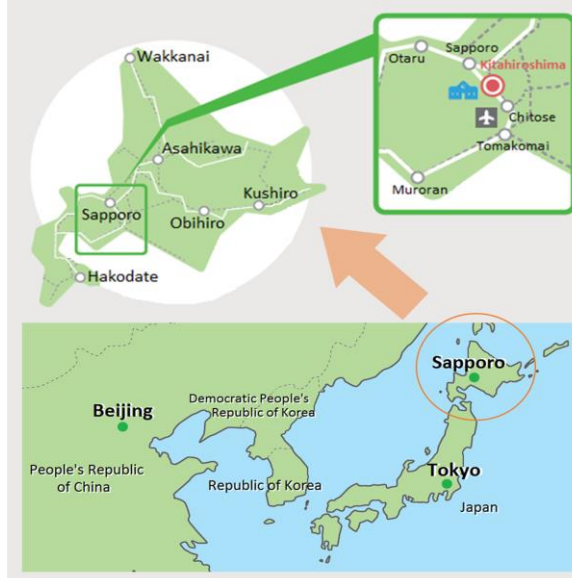 Wakkanai
Asahikawa
Kushiro
Sapporo
Obihiro
Hakodate
Sapporo
Otaru
Kitahiroshima
Chitose
Tomakomai
Muroran
Sapporo
Beijing
Democratic People's
Republic of Korea
People's Republic
of China
Republic of Korea
Tokyo
Japan